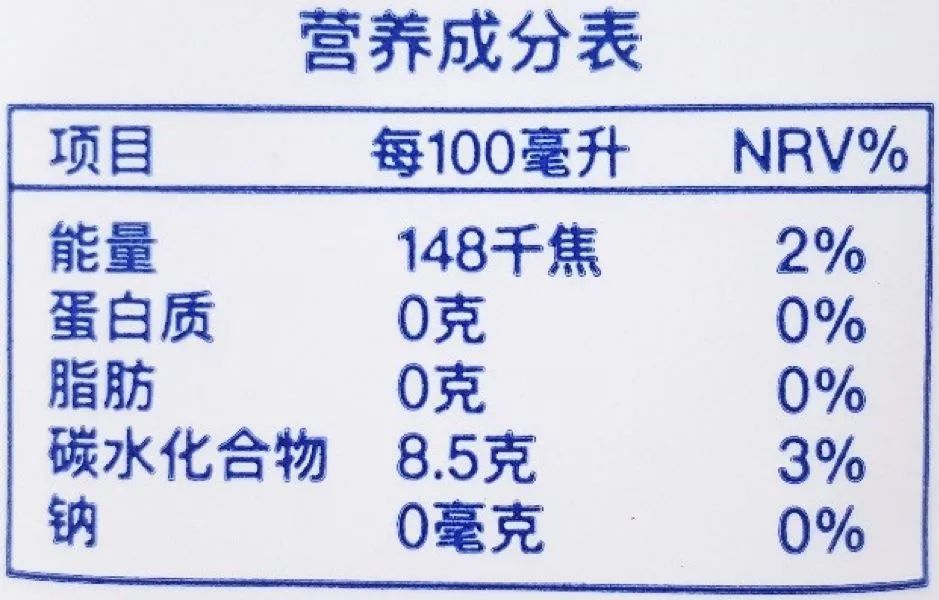 营养成分表
项目 每100毫升 NRV%
能量 148千焦 2%
蛋白质 0克 0%
脂肪 0克 0%
碳水化合物 8.5克 3%
钠 0毫克 0%